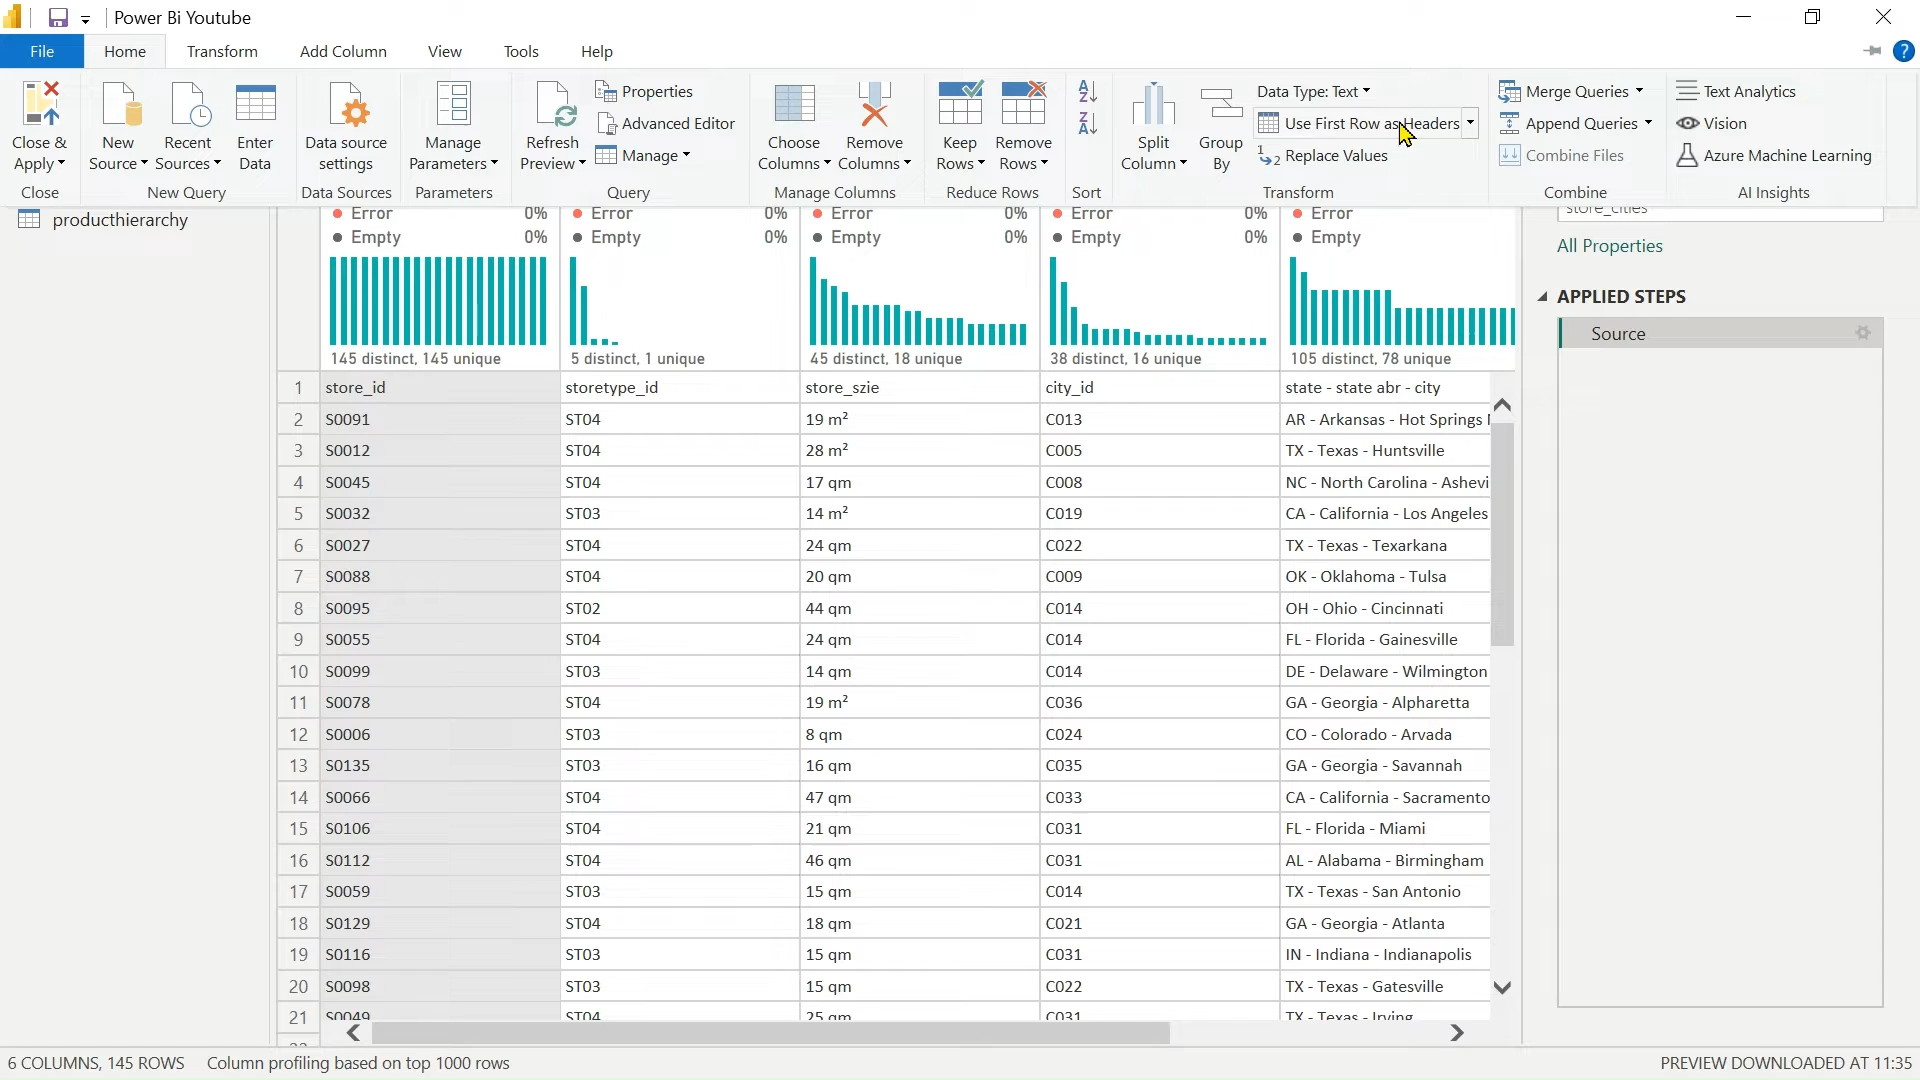 Power Bi Youtube
File Home Transform Add Column View Tools Help
Close & Apply
Close
New Source
Recent Sources
Enter Data
New Query
Data source settings
Data Sources
Manage Parameters
Parameters
Refresh Preview
Properties
Advanced Editor
Manage
Query
Choose Columns
Remove Columns
Manage Columns
Keep Rows
Remove Rows
Reduce Rows
Sort
Split Column
Group By
Data Type: Text
Use First Row as Headers
Replace Values
Transform
Merge Queries
Append Queries
Combine Files
Combine
Text Analytics
Vision
Azure Machine Learning
AI Insights
producthierarchy
Error 0% Error 0% Error 0% Error 0% Error
Empty 0% Empty 0% Empty 0% Empty 0% Empty
145 distinct, 145 unique 5 distinct, 1 unique 45 distinct, 18 unique 38 distinct, 16 unique 105 distinct, 78 unique
1 store_id storetype_id store_szie city_id state - state abr - city
2 S0091 ST04 19 m² C013 AR - Arkansas - Hot Springs
3 S0012 ST04 28 m² C005 TX - Texas - Huntsville
4 S0045 ST04 17 qm C008 NC - North Carolina - Ashevi
5 S0032 ST03 14 m² C019 CA - California - Los Angeles
6 S0027 ST04 24 qm C022 TX - Texas - Texarkana
7 S0088 ST04 20 qm C009 OK - Oklahoma - Tulsa
8 S0095 ST02 44 qm C014 OH - Ohio - Cincinnati
9 S0055 ST04 24 qm C014 FL - Florida - Gainesville
10 S0099 ST03 14 qm C014 DE - Delaware - Wilmington
11 S0078 ST04 19 m² C036 GA - Georgia - Alpharetta
12 S0006 ST03 8 qm C024 CO - Colorado - Arvada
13 S0135 ST03 16 qm C035 GA - Georgia - Savannah
14 S0066 ST04 47 qm C033 CA - California - Sacramento
15 S0106 ST04 21 qm C031 FL - Florida - Miami
16 S0112 ST04 46 qm C031 AL - Alabama - Birmingham
17 S0059 ST03 15 qm C014 TX - Texas - San Antonio
18 S0129 ST04 18 qm C021 GA - Georgia - Atlanta
19 S0116 ST03 15 qm C031 IN - Indiana - Indianapolis
20 S0098 ST03 15 qm C022 TX - Texas - Gatesville
21 S0049 ST04 25 qm C031 TX - Texas - Irving
store_cities
All Properties
APPLIED STEPS
Source
6 COLUMNS, 145 ROWS Column profiling based on top 1000 rows
PREVIEW DOWNLOADED AT 11:35